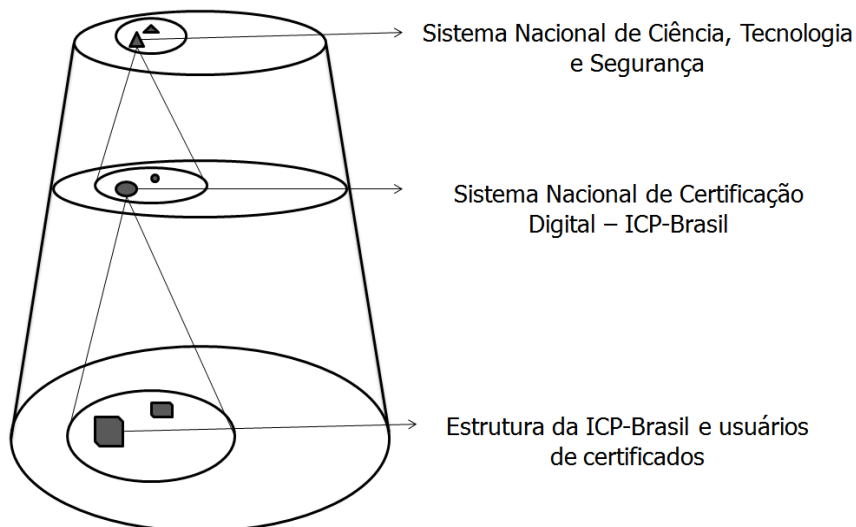 Sistema Nacional de Ciência, Tecnologia
e Segurança
Sistema Nacional de Certificação
Digital – ICP-Brasil
Estrutura da ICP-Brasil e usuários
de certificados